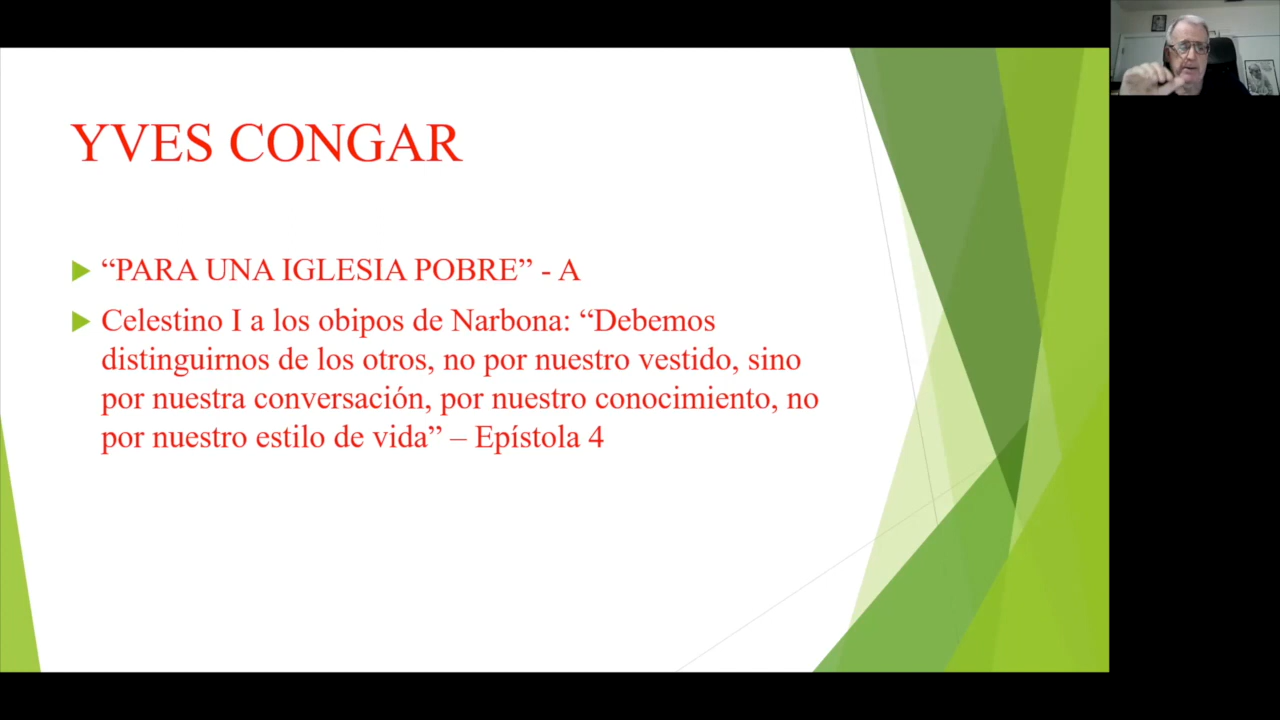 YVES CONGAR
“PARA UNA IGLESIA POBRE” - A
Celestino I a los obipos de Narbona: “Debemos
distinguirnos de los otros, no por nuestro vestido, sino
por nuestra conversación, por nuestro conocimiento, no
por nuestro estilo de vida” – Epístola 4